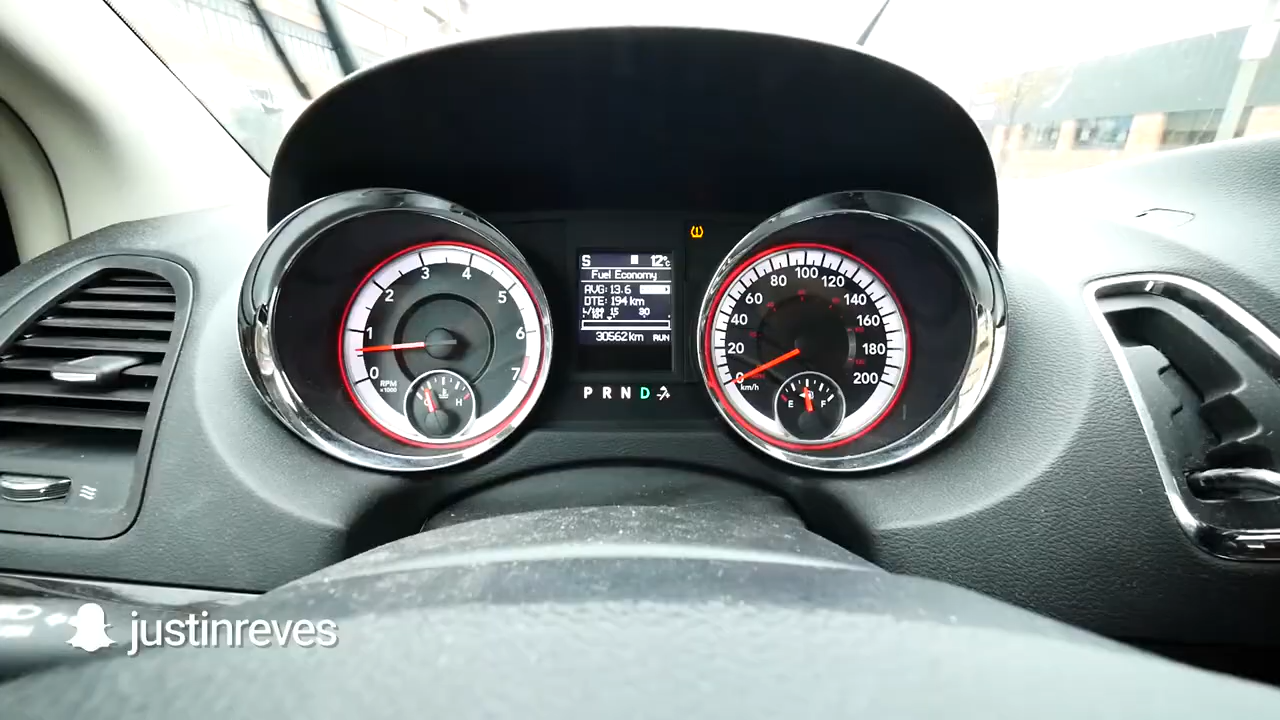 S 12°C
Fuel Economy
AVG: 13.6
DTE: 194 km
15 30
30562 km RUN
P R N D
0 1 2 3 4 5 6 7
RPM
x1000
H
0 20 40 60 80 100 120 140 160 180 200
km/h
E F
justinreves